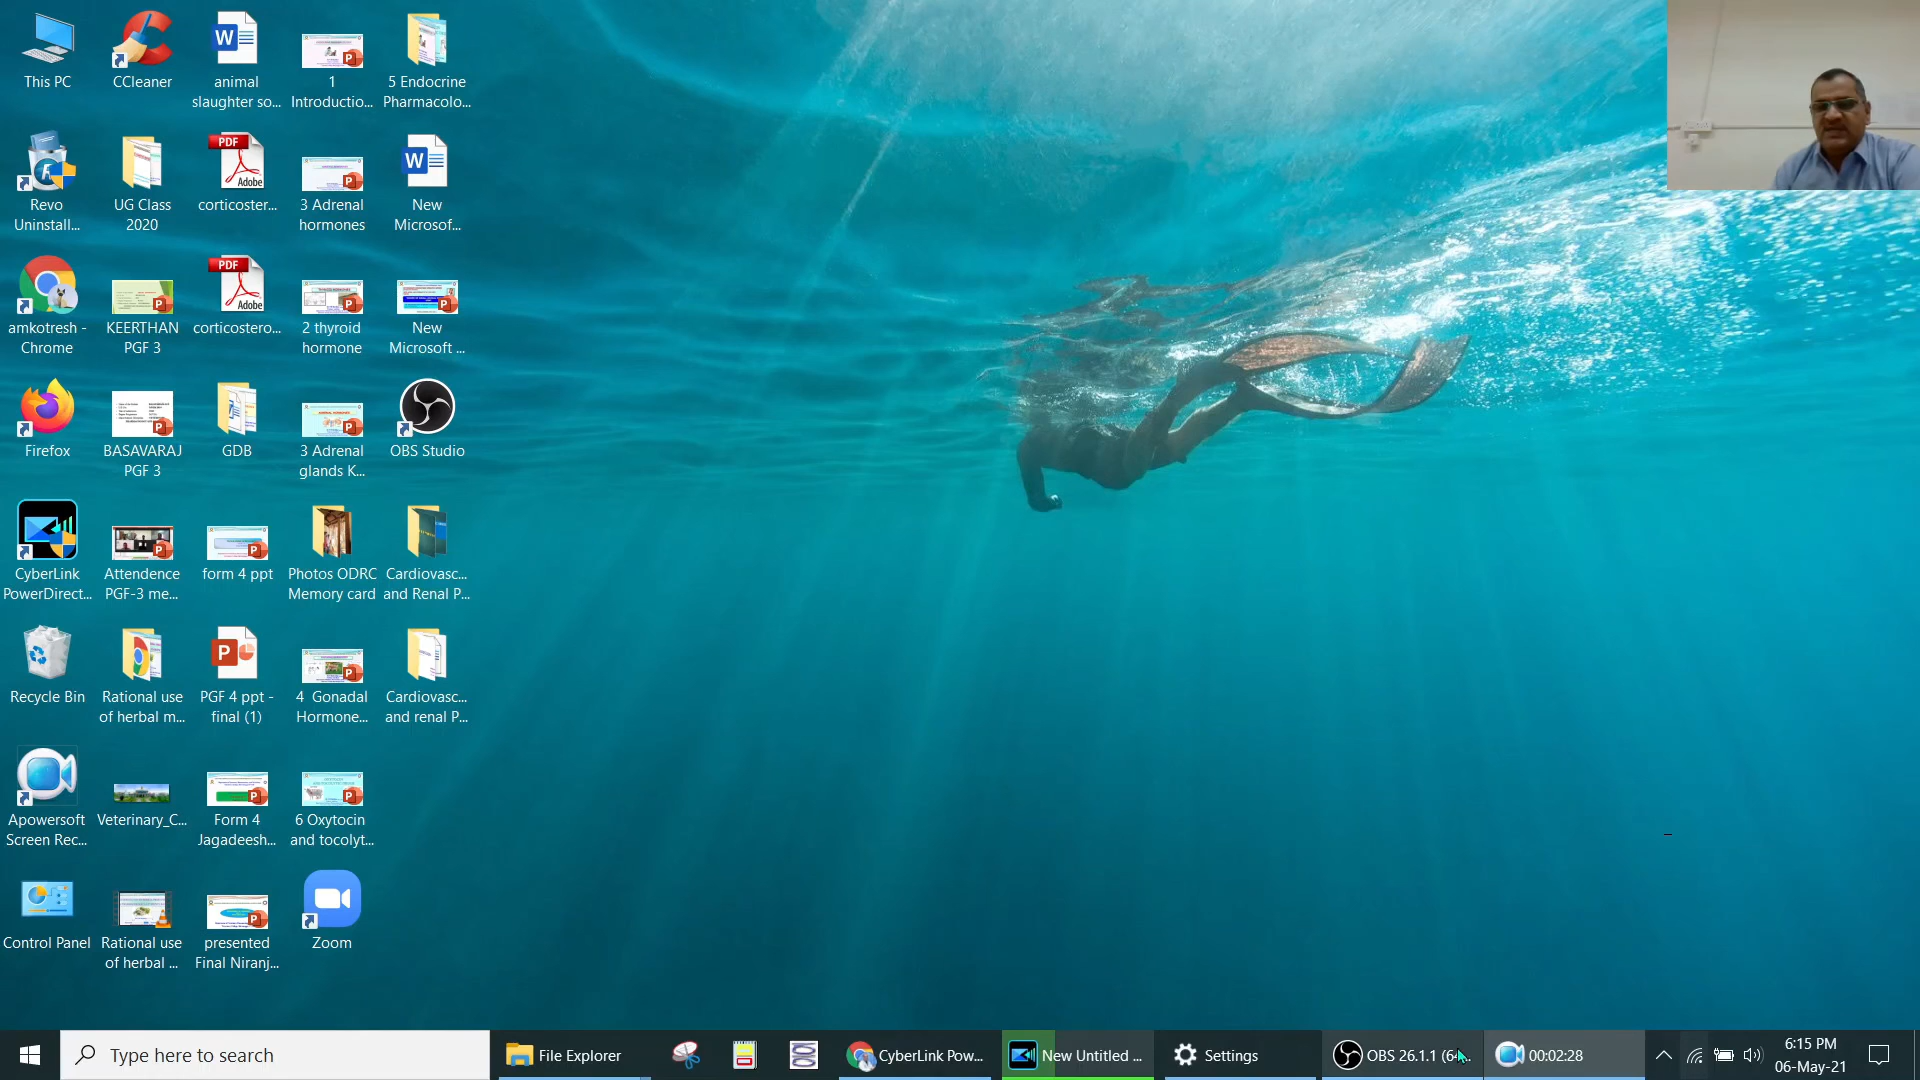 This PC
CCleaner
animal
slaughter so...
1
Introductio...
5 Endocrine
Pharmacolo...
Revo
Uninstall...
UG Class
2020
PDF
Adobe
corticoster...
3 Adrenal
hormones
New
Microsof...
amkotresh -
Chrome
KEERTHAN
PGF 3
PDF
Adobe
corticostero...
2 thyroid
hormone
New
Microsoft ...
Firefox
BASAVARAJ
PGF 3
GDB
3 Adrenal
glands K...
OBS Studio
CyberLink
PowerDirect...
Attendence
PGF-3 me...
form 4 ppt
Photos ODRC
Memory card
Cardiovasc...
and Renal P...
Recycle Bin
Rational use
of herbal m...
PGF 4 ppt -
final (1)
4 Gonadal
Hormone...
Cardiovasc...
and renal P...
Apowersoft
Screen Rec...
Veterinary_C...
Form 4
Jagadeesh...
6 Oxytocin
and tocolyt...
Control Panel
Rational use
of herbal ...
presented
Final Niranj...
Zoom
Type here to search
File Explorer
CyberLink Pow...
New Untitled ...
Settings
OBS 26.1.1 (64...
00:02:28
6:15 PM
06-May-21